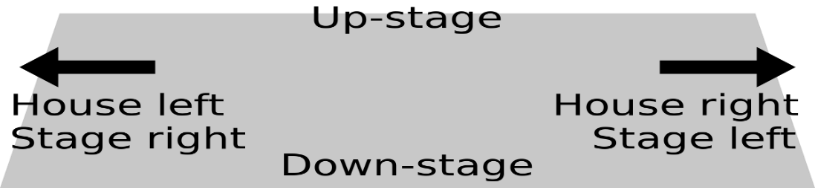 Up-stage
House left
Stage right
House right
Stage left
Down-stage